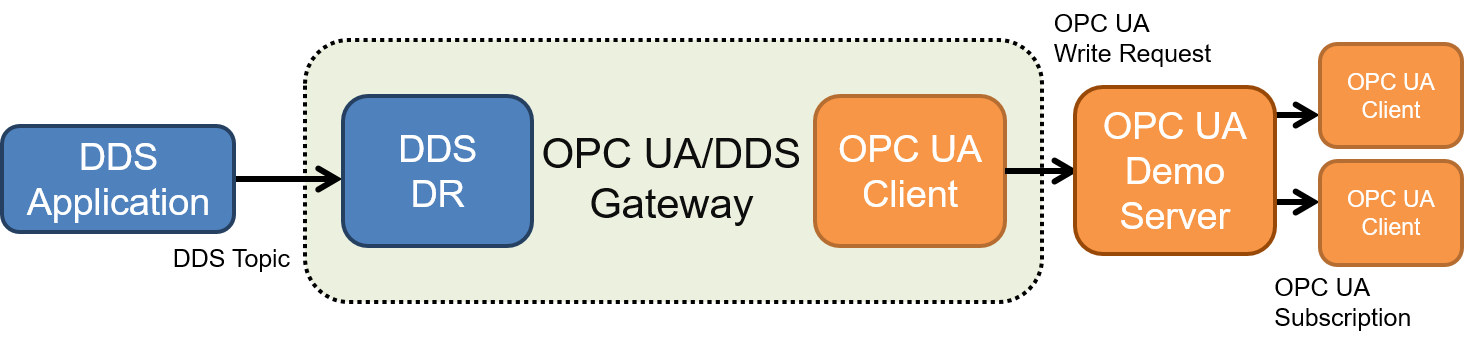 DDS
Application
DDS Topic
DDS
DR
OPC UA/DDS
Gateway
OPC UA
Client
OPC UA
Write Request
OPC UA
Demo
Server
OPC UA
Client
OPC UA
Client
OPC UA
Subscription